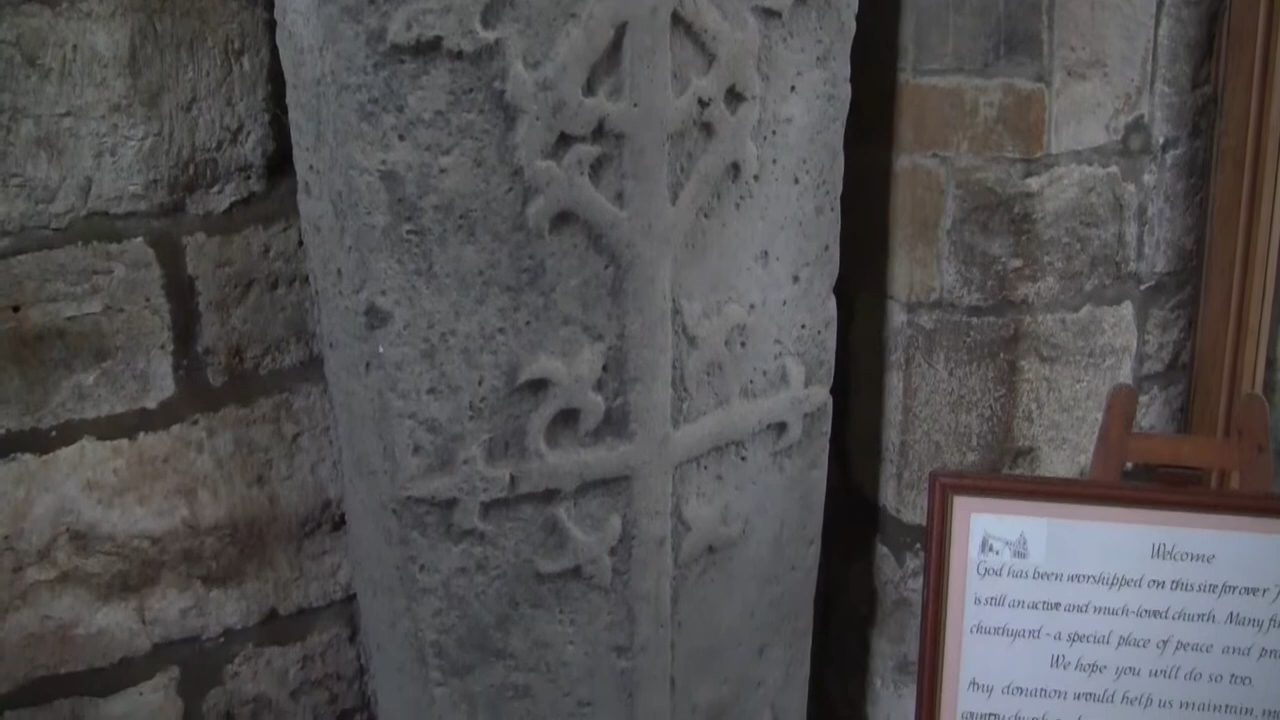 Welcome
God has been worshipped on this site for over
is still an active and much-loved church. Many
churchyard - a special place of peace and
We hope you will do so too.
Any donation would help us maintain,
country church